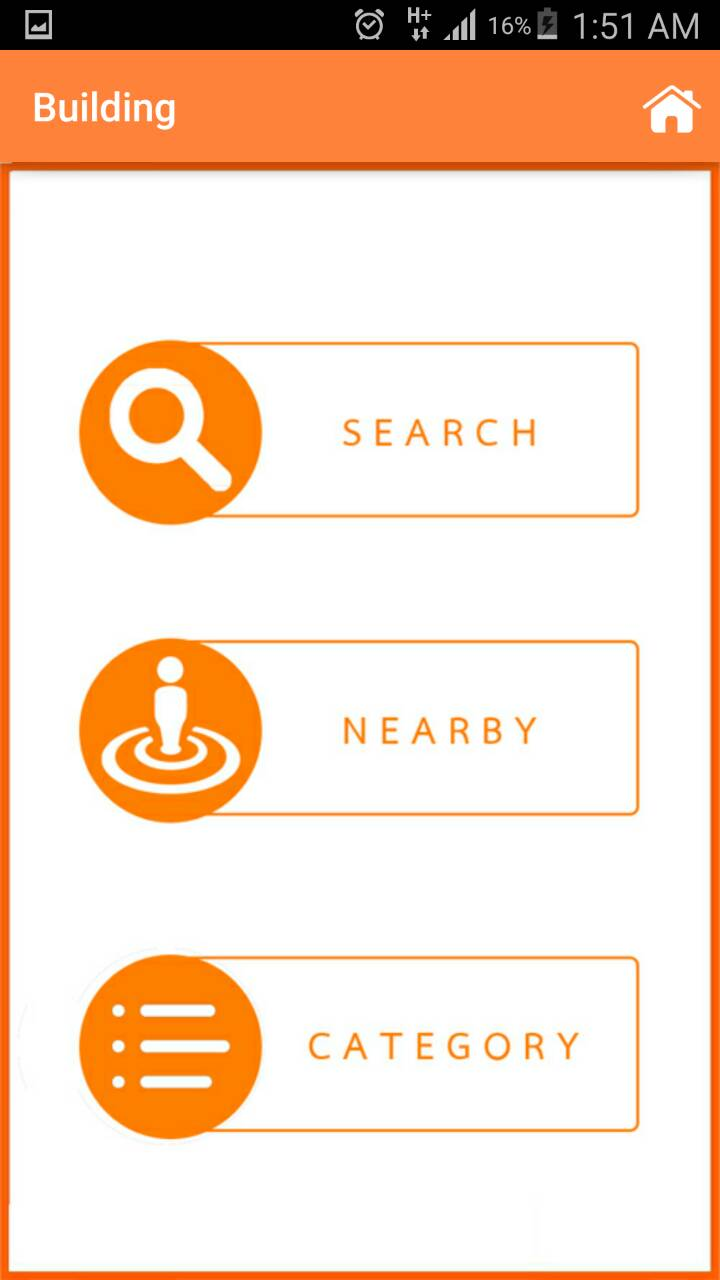 H+ 16% 1:51 AM
Building
SEARCH
NEARBY
CATEGORY